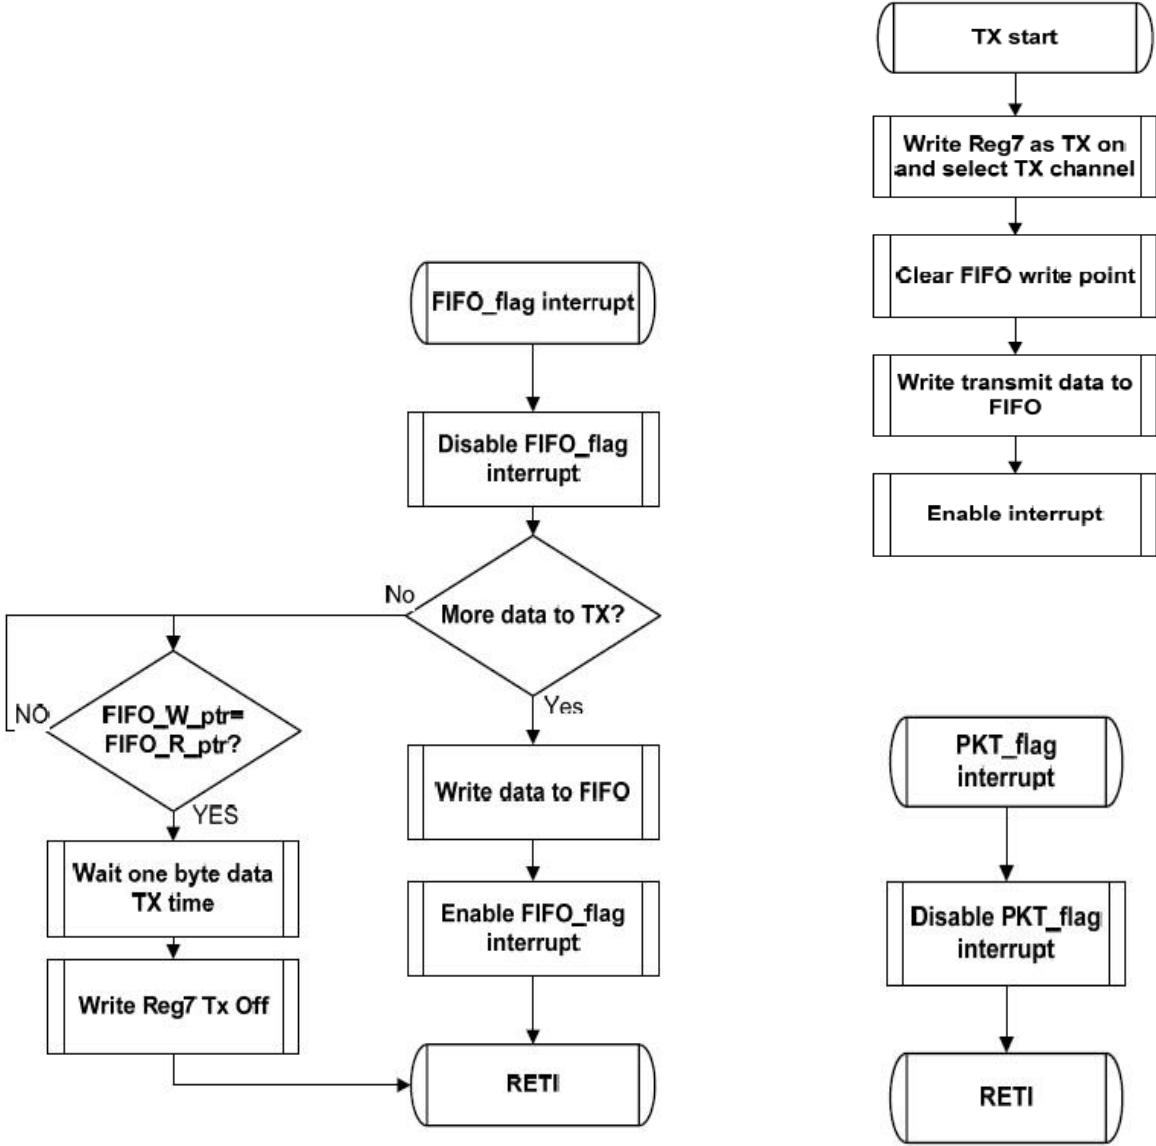 TX start
Write Reg7 as TX on
and select TX channel
Clear FIFO write point
Write transmit data to
FIFO
Enable interrupt
FIFO_flag interrupt
Disable FIFO_flag
interrupt
More data to TX?
No
Yes
FIFO_W_ptr=
FIFO_R_ptr?
NO
YES
Wait one byte data
TX time
Write Reg7 Tx Off
Write data to FIFO
Enable FIFO_flag
interrupt
RETI
PKT_flag
interrupt
Disable PKT_flag
interrupt
RETI